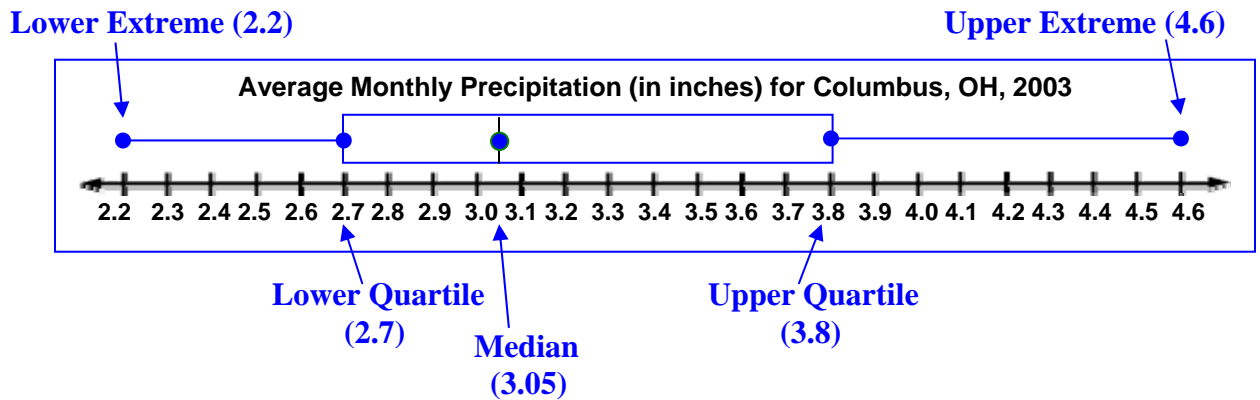 Lower Extreme (2.2)
Upper Extreme (4.6)
Average Monthly Precipitation (in inches) for Columbus, OH, 2003
2.2 2.3 2.4 2.5 2.6 2.7 2.8 2.9 3.0 3.1 3.2 3.3 3.4 3.5 3.6 3.7 3.8 3.9 4.0 4.1 4.2 4.3 4.4 4.5 4.6
Lower Quartile
(2.7)
Median
(3.05)
Upper Quartile
(3.8)